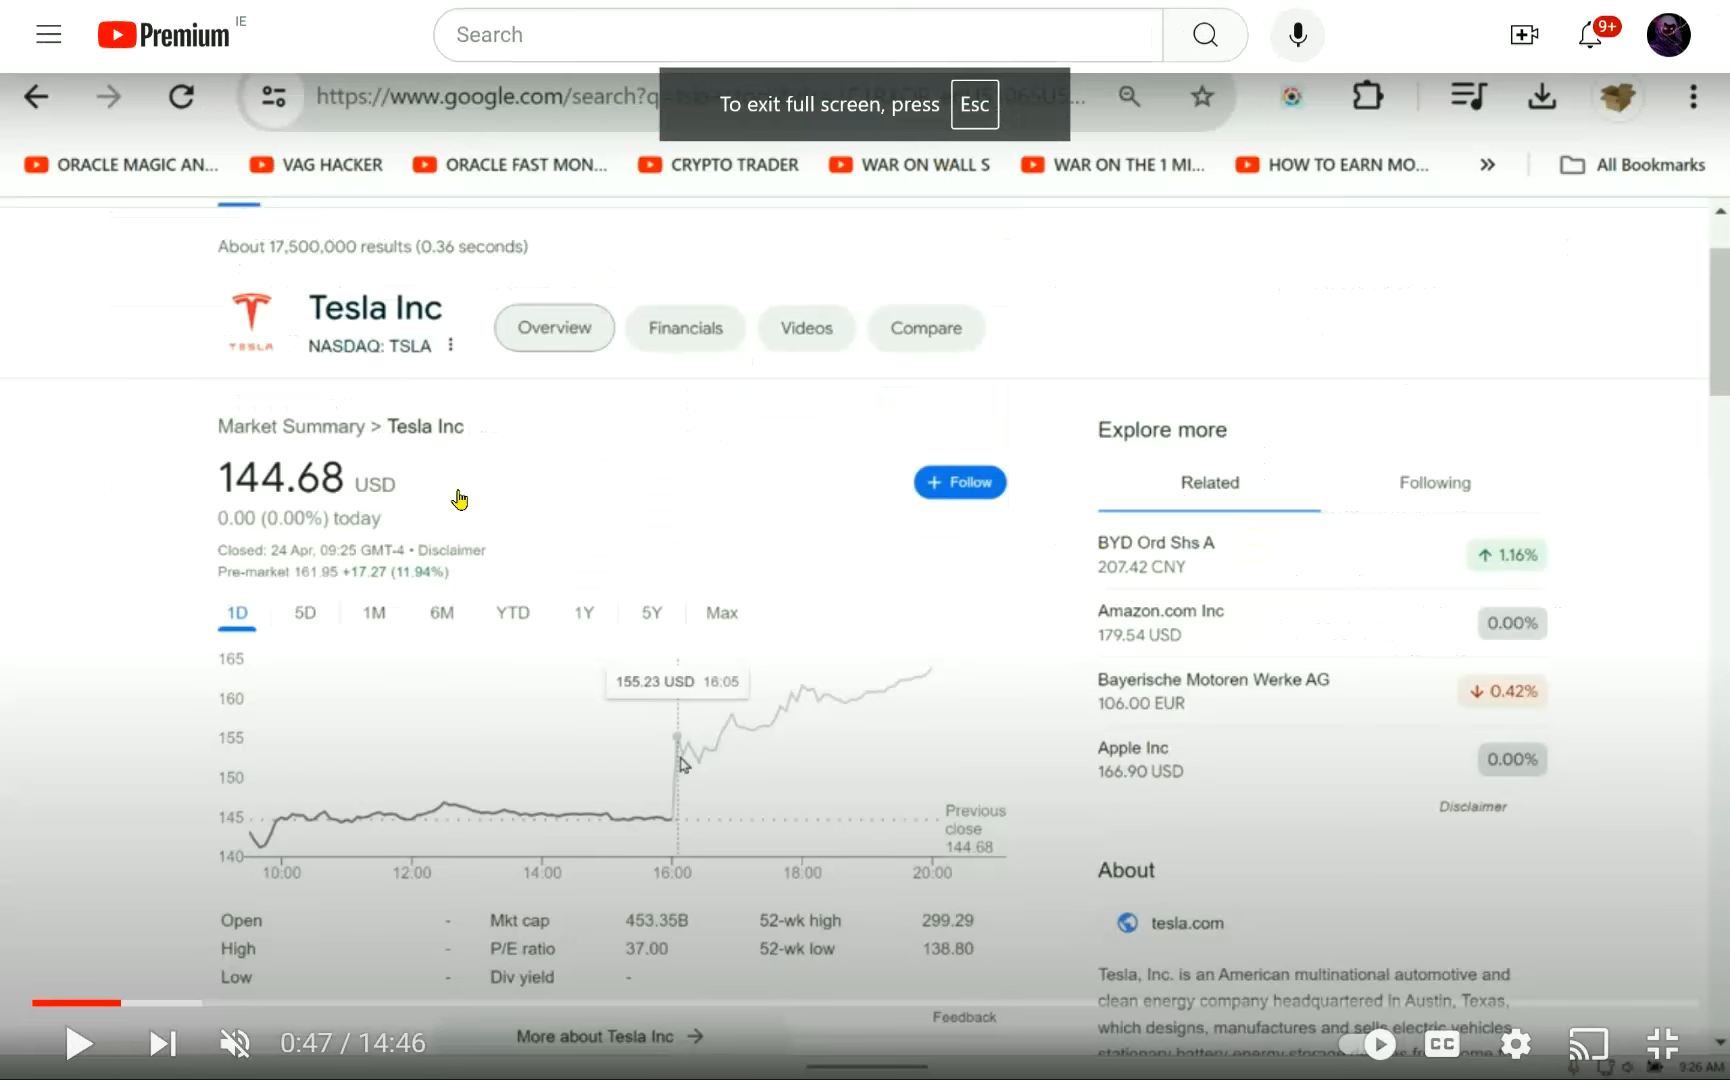 Premium IE
Search
9+
https://www.google.com/search?q=
To exit full screen, press Esc
ORACLE MAGIC AN...
VAG HACKER
ORACLE FAST MON...
CRYPTO TRADER
WAR ON WALL S
WAR ON THE 1 MI...
HOW TO EARN MO...
»
All Bookmarks
About 17,500,000 results (0.36 seconds)
TESLA
Tesla Inc
NASDAQ: TSLA
Overview
Financials
Videos
Compare
Market Summary > Tesla Inc
144.68 USD
0.00 (0.00%) today
Closed: 24 Apr, 09:25 GMT-4 • Disclaimer
Pre-market 161.95 +17.27 (11.94%)
+ Follow
1D 5D 1M 6M YTD 1Y 5Y Max
165
160
155
150
145
140
155.23 USD 16:05
Previous
close
144.68
10:00 12:00 14:00 16:00 18:00 20:00
Open -
High -
Low -
Mkt cap 453.35B
P/E ratio 37.00
Div yield -
52-wk high 299.29
52-wk low 138.80
Feedback
More about Tesla Inc →
Explore more
Related
Following
BYD Ord Shs A
207.42 CNY
↑ 1.16%
Amazon.com Inc
179.54 USD
0.00%
Bayerische Motoren Werke AG
106.00 EUR
↓ 0.42%
Apple Inc
166.90 USD
0.00%
Disclaimer
About
tesla.com
Tesla, Inc. is an American multinational automotive and
clean energy company headquartered in Austin, Texas,
which designs, manufactures and sells electric vehicles,
stationary battery energy storage
0:47 / 14:46
CC
9:26 AM